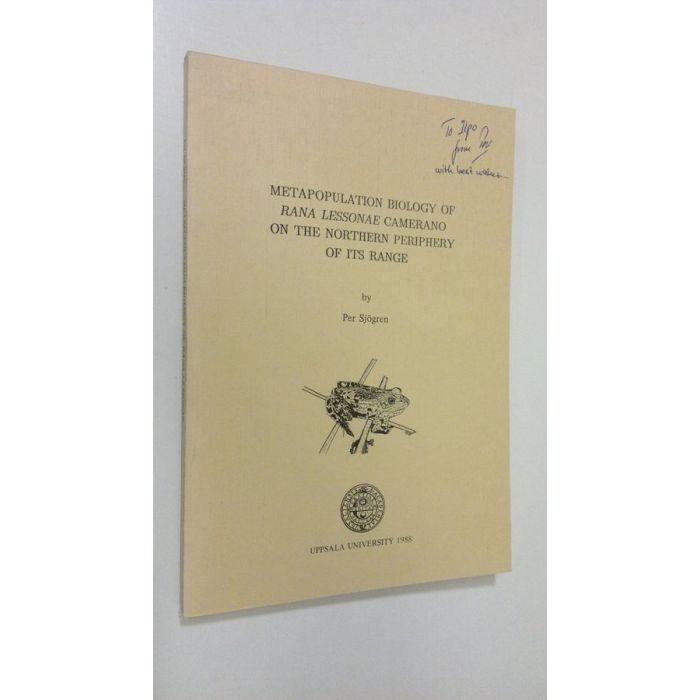 To Ilpo
from Per
with best wishes
METAPOPULATION BIOLOGY OF
RANA LESSONAE CAMERANO
ON THE NORTHERN PERIPHERY
OF ITS RANGE
by
Per Sjögren
UPPSALA UNIVERSITY 1988